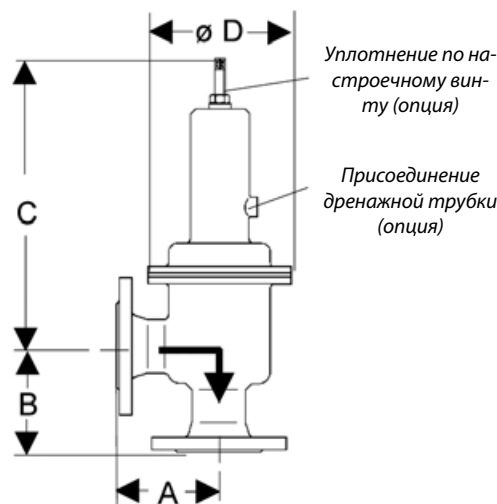 ø D
Уплотнение по на-
строечному вин-
ту (опция)
Присоединение
дренажной трубки
(опция)
C
B
A